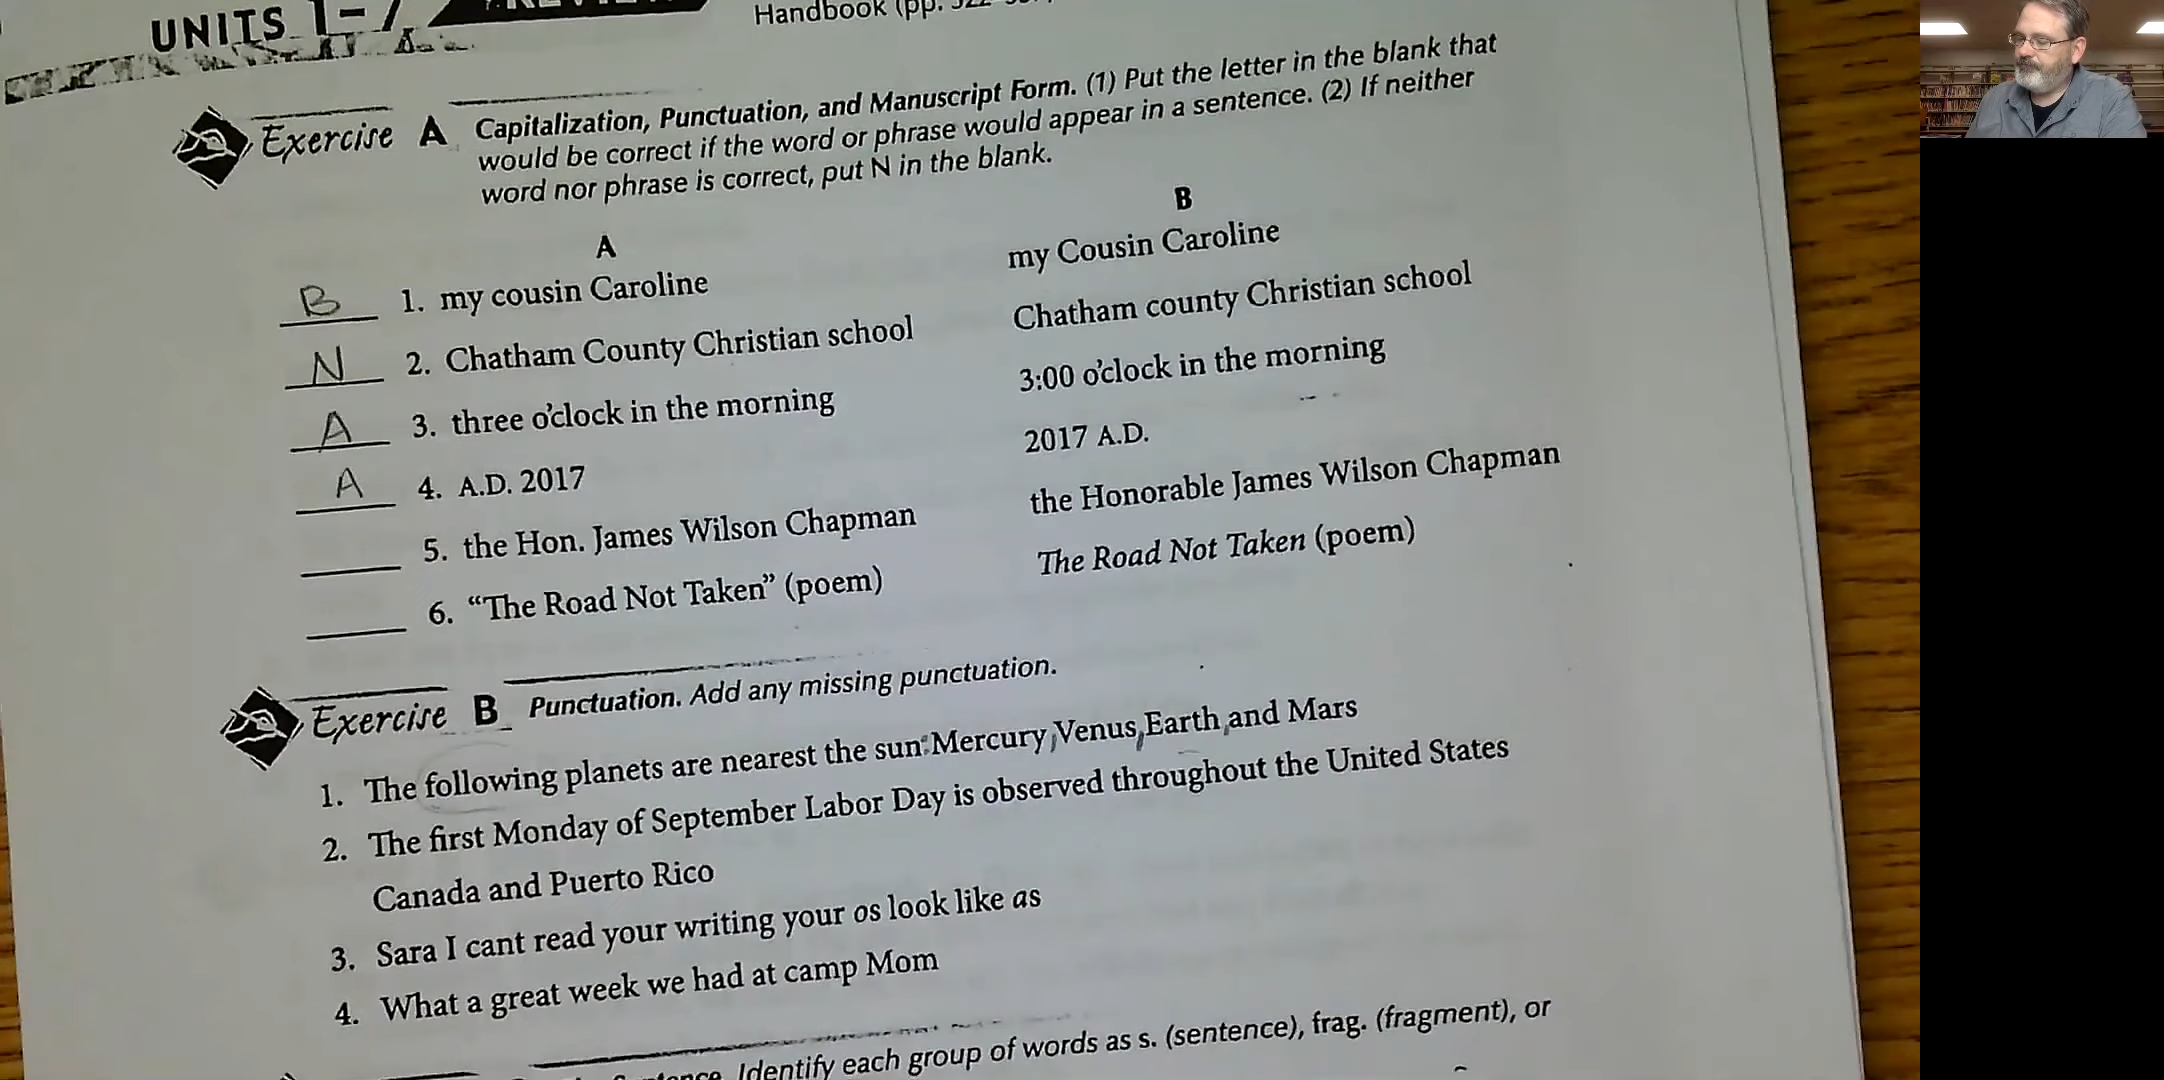 UNITS 1-7
Handbook (pp.
Exercise A Capitalization, Punctuation, and Manuscript Form. (1) Put the letter in the blank that
would be correct if the word or phrase would appear in a sentence. (2) If neither
word nor phrase is correct, put N in the blank.
A B
B 1. my cousin Caroline my Cousin Caroline
N 2. Chatham County Christian school Chatham county Christian school
A 3. three o'clock in the morning 3:00 o'clock in the morning
A 4. A.D. 2017 2017 A.D.
5. the Hon. James Wilson Chapman the Honorable James Wilson Chapman
6. “The Road Not Taken” (poem) The Road Not Taken (poem)
Exercise B Punctuation. Add any missing punctuation.
1. The following planets are nearest the sun: Mercury, Venus, Earth, and Mars
2. The first Monday of September Labor Day is observed throughout the United States
Canada and Puerto Rico
3. Sara I cant read your writing your os look like as
4. What a great week we had at camp Mom
Identify each group of words as s. (sentence), frag. (fragment), or